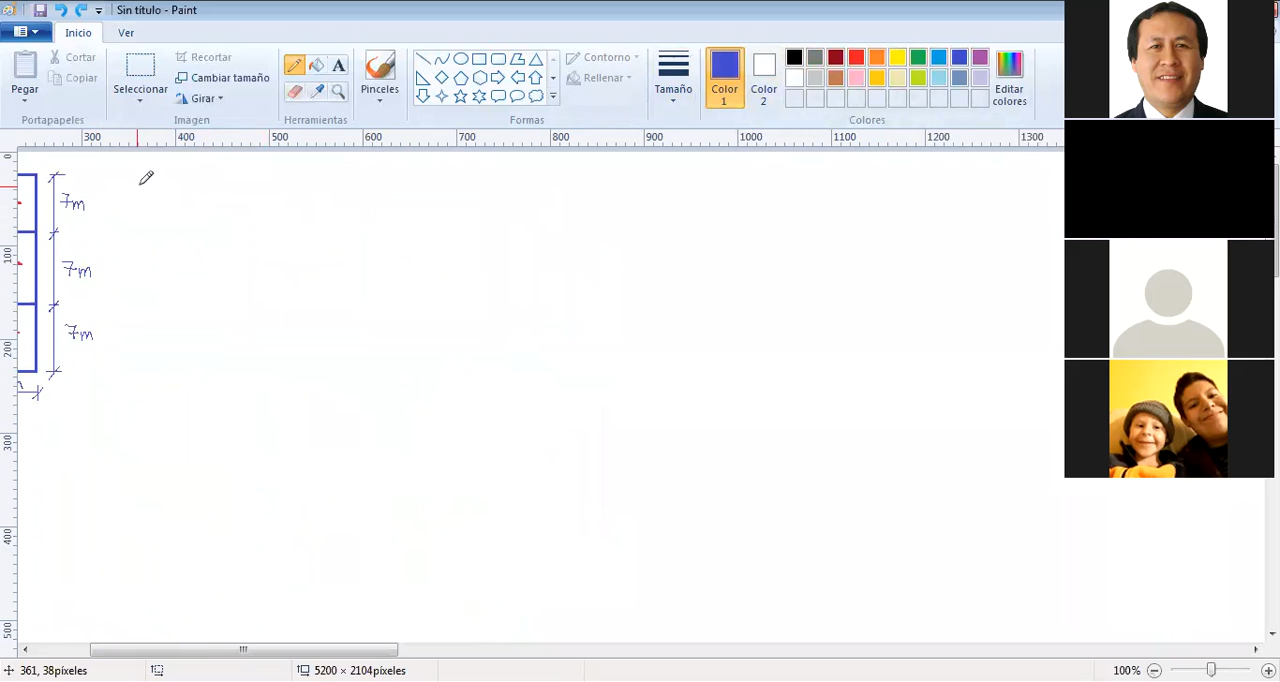 Sin título - Paint
Inicio
Ver
Pegar
Cortar
Copiar
Portapapeles
Seleccionar
Recortar
Cambiar tamaño
Girar
Imagen
A
Herramientas
Pinceles
Formas
Contorno
Rellenar
Tamaño
Color 1
Color 2
Editar colores
Colores
300 400 500 600 700 800 900 1000 1100 1200 1300
0
100
200
300
400
500
7m
7m
7m
361, 38píxeles
5200 × 2104píxeles
100%